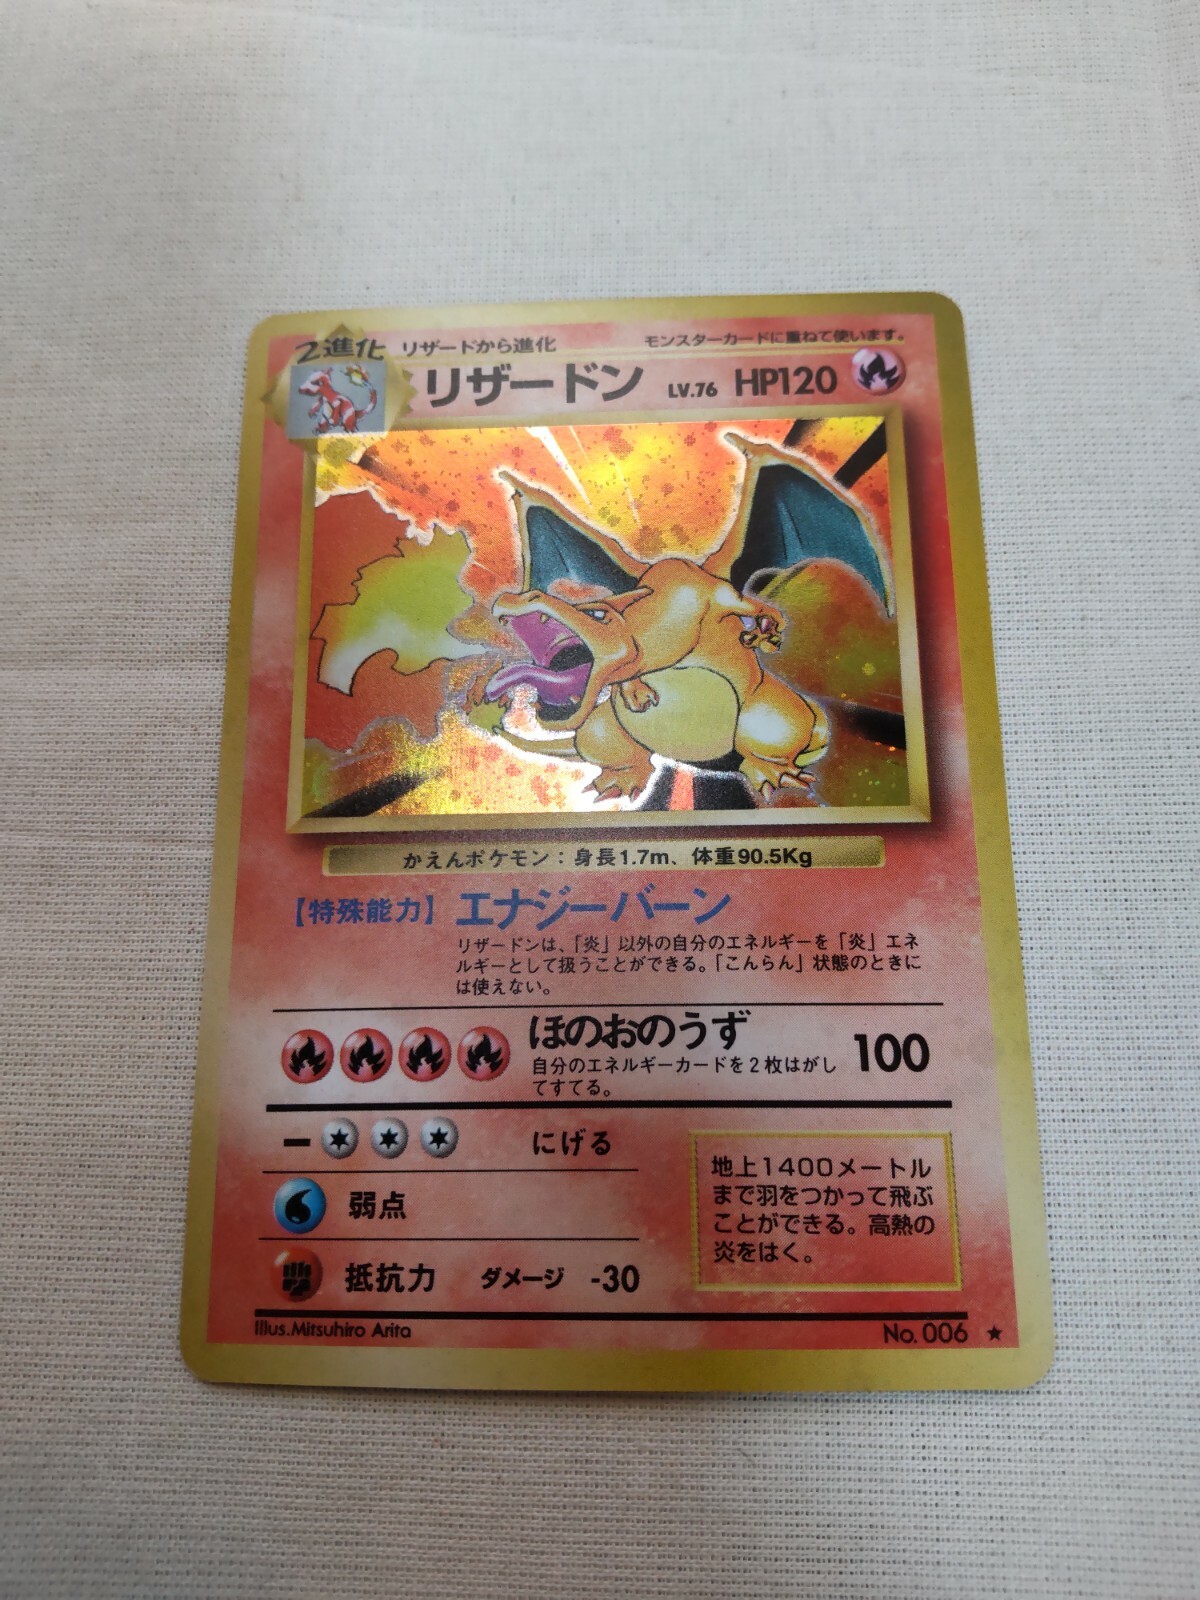 2進化 リザードから進化 モンスターカードに重ねて使います。
リザードン LV.76 HP120
かえんポケモン：身長1.7m、体重90.5Kg
【特殊能力】エナジーバーン
リザードンは、「炎」以外の自分のエネルギーを「炎」エネ
ルギーとして扱うことができる。「こんらん」状態のときに
は使えない。
ほのおのうず 100
自分のエネルギーカードを2枚はがし
てすてる。
ー にげる
弱点
抵抗力 ダメージ -30
地上1400メートル
まで羽をつかって飛ぶ
ことができる。高熱の
炎をはく。
Illus.Mitsuhiro Arita
No.006 ★